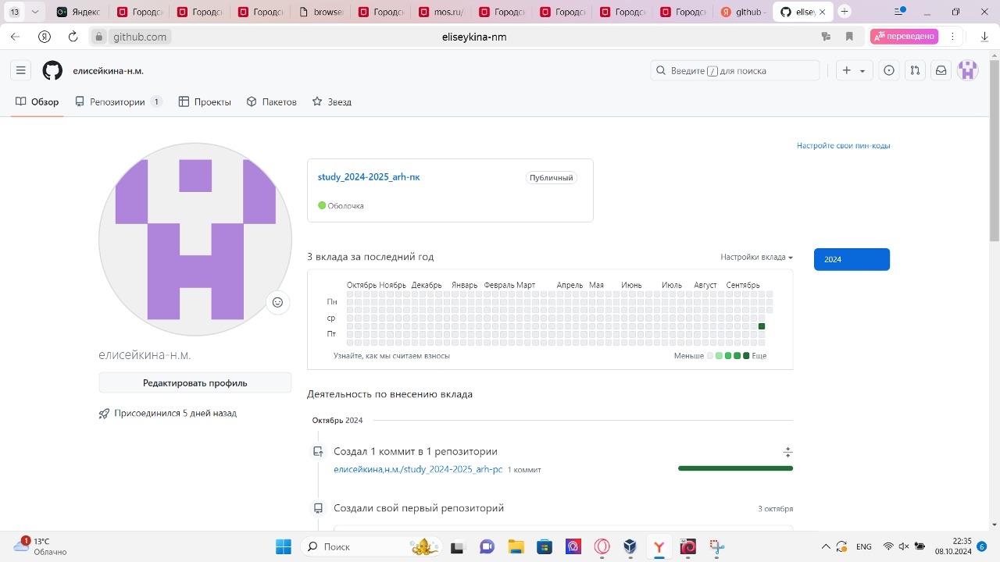 13 Яндекс Городс Городс Browse Городс mos.ru/ Городс Городс Городс Городс github – elisey
github.com eliseykina-nm переведено
елисейкина-н.м. Введите / для поиска
Обзор Репозитории 1 Проекты Пакетов Звезд
Настройте свои пин-коды
study_2024-2025_arh-пк Публичный
Оболочка
3 вклада за последний год Настройки вклада 2024
Октябрь Ноябрь Декабрь Январь Февраль Март Апрель Мая Июнь Июль Август Сентябрь
Пн
ср
Пт
Узнайте, как мы считаем взносы Меньше Еще
елисейкина-н.м.
Редактировать профиль
Присоединился 5 дней назад
Деятельность по внесению вклада
Октябрь 2024
Создал 1 коммит в 1 репозитории
елисейкина,н.м./study_2024-2025_arh-pc 1 коммит
Создали свой первый репозиторий 3 октября
1 13°C
Облачно
Поиск
ENG
22:35
08.10.2024
6